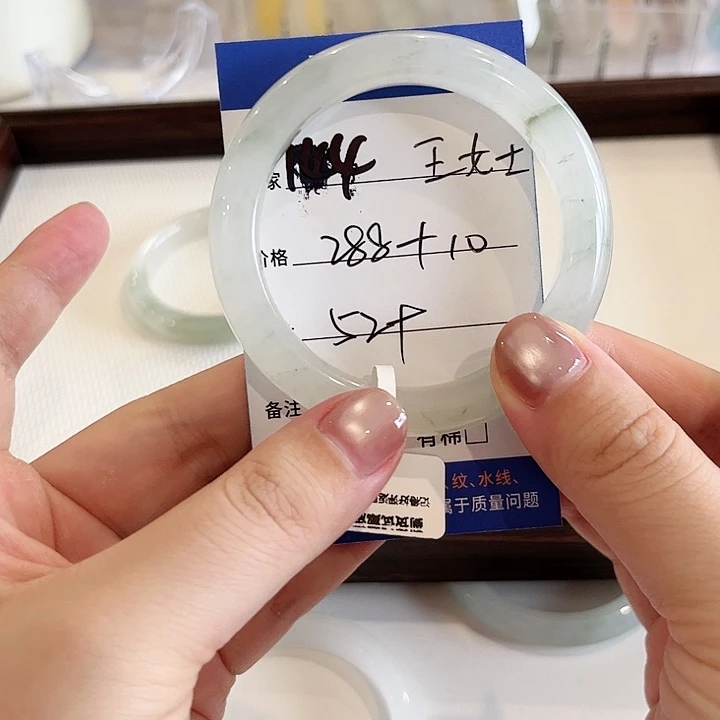 家 王女士
价格 288+10
52+
备注
有棉□
纹、水线、
属于质量问题